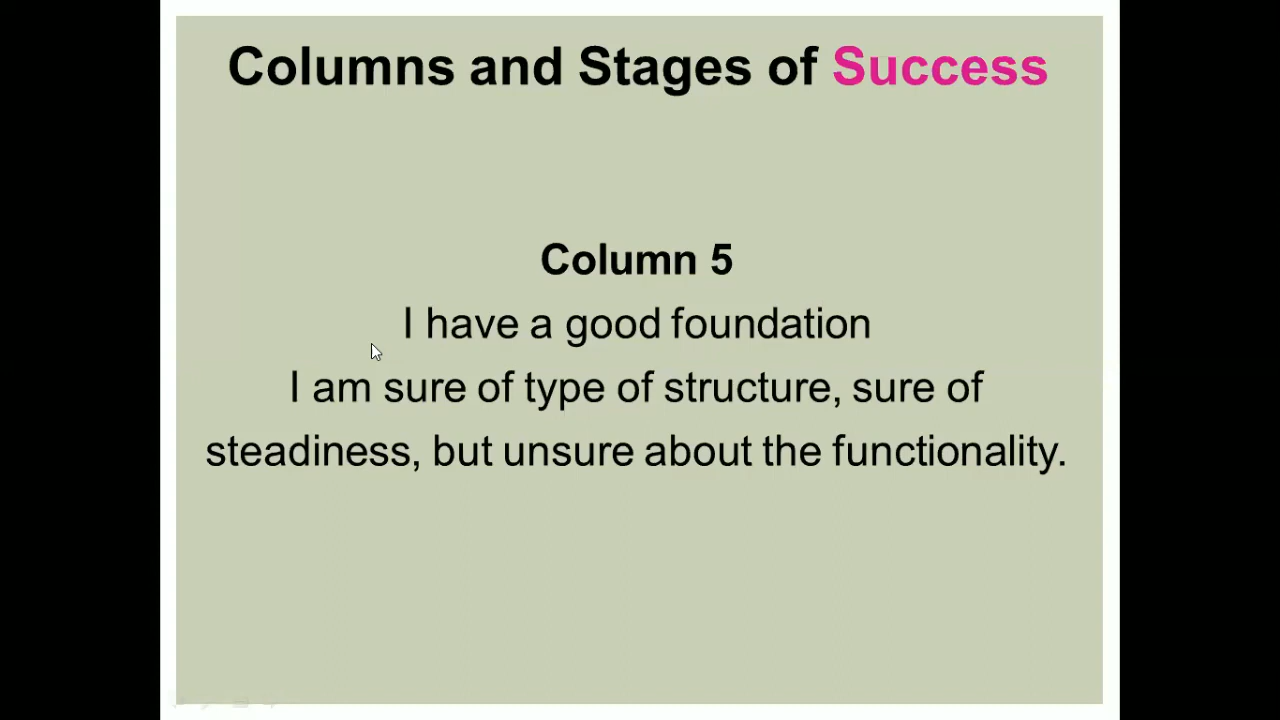 Columns and Stages of Success
Column 5
I have a good foundation
I am sure of type of structure, sure of
steadiness, but unsure about the functionality.